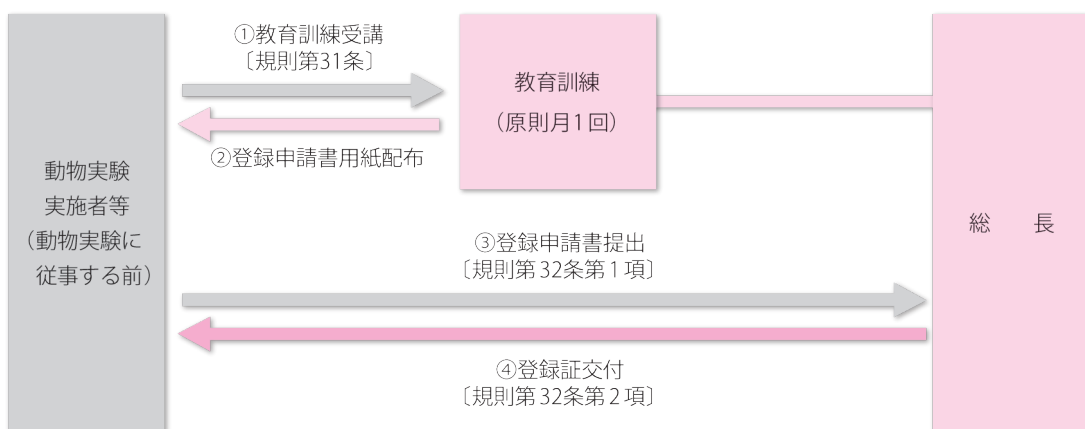 ①教育訓練受講
〔規則第31条〕
教育訓練
（原則月1回）
②登録申請書用紙配布
動物実験
実施者等
（動物実験に
従事する前）
③登録申請書提出
〔規則第32条第1項〕
総　長
④登録証交付
〔規則第32条第2項〕